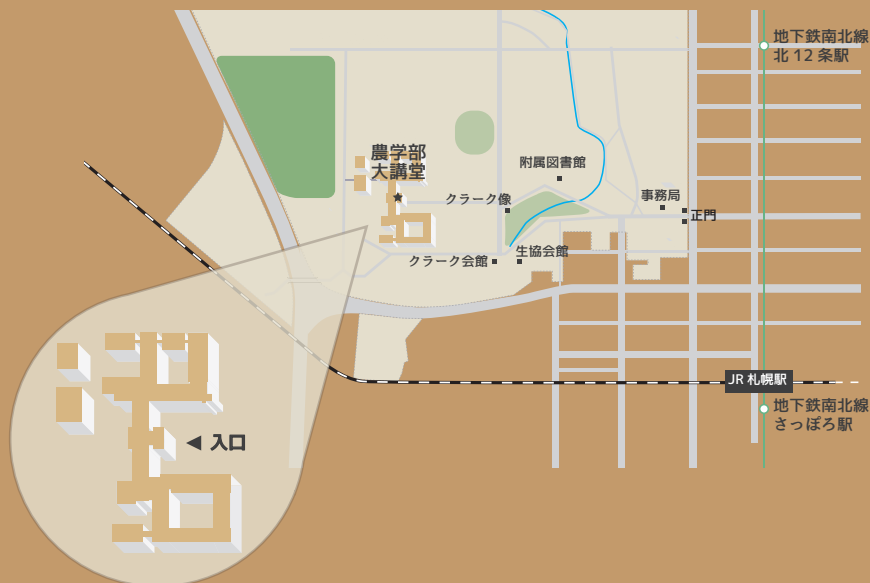 地下鉄南北線
北 12 条駅
農学部
大講堂
附属図書館
クラーク像
事務局
正門
生協会館
クラーク会館
JR 札幌駅
地下鉄南北線
さっぽろ駅
◀ 入口